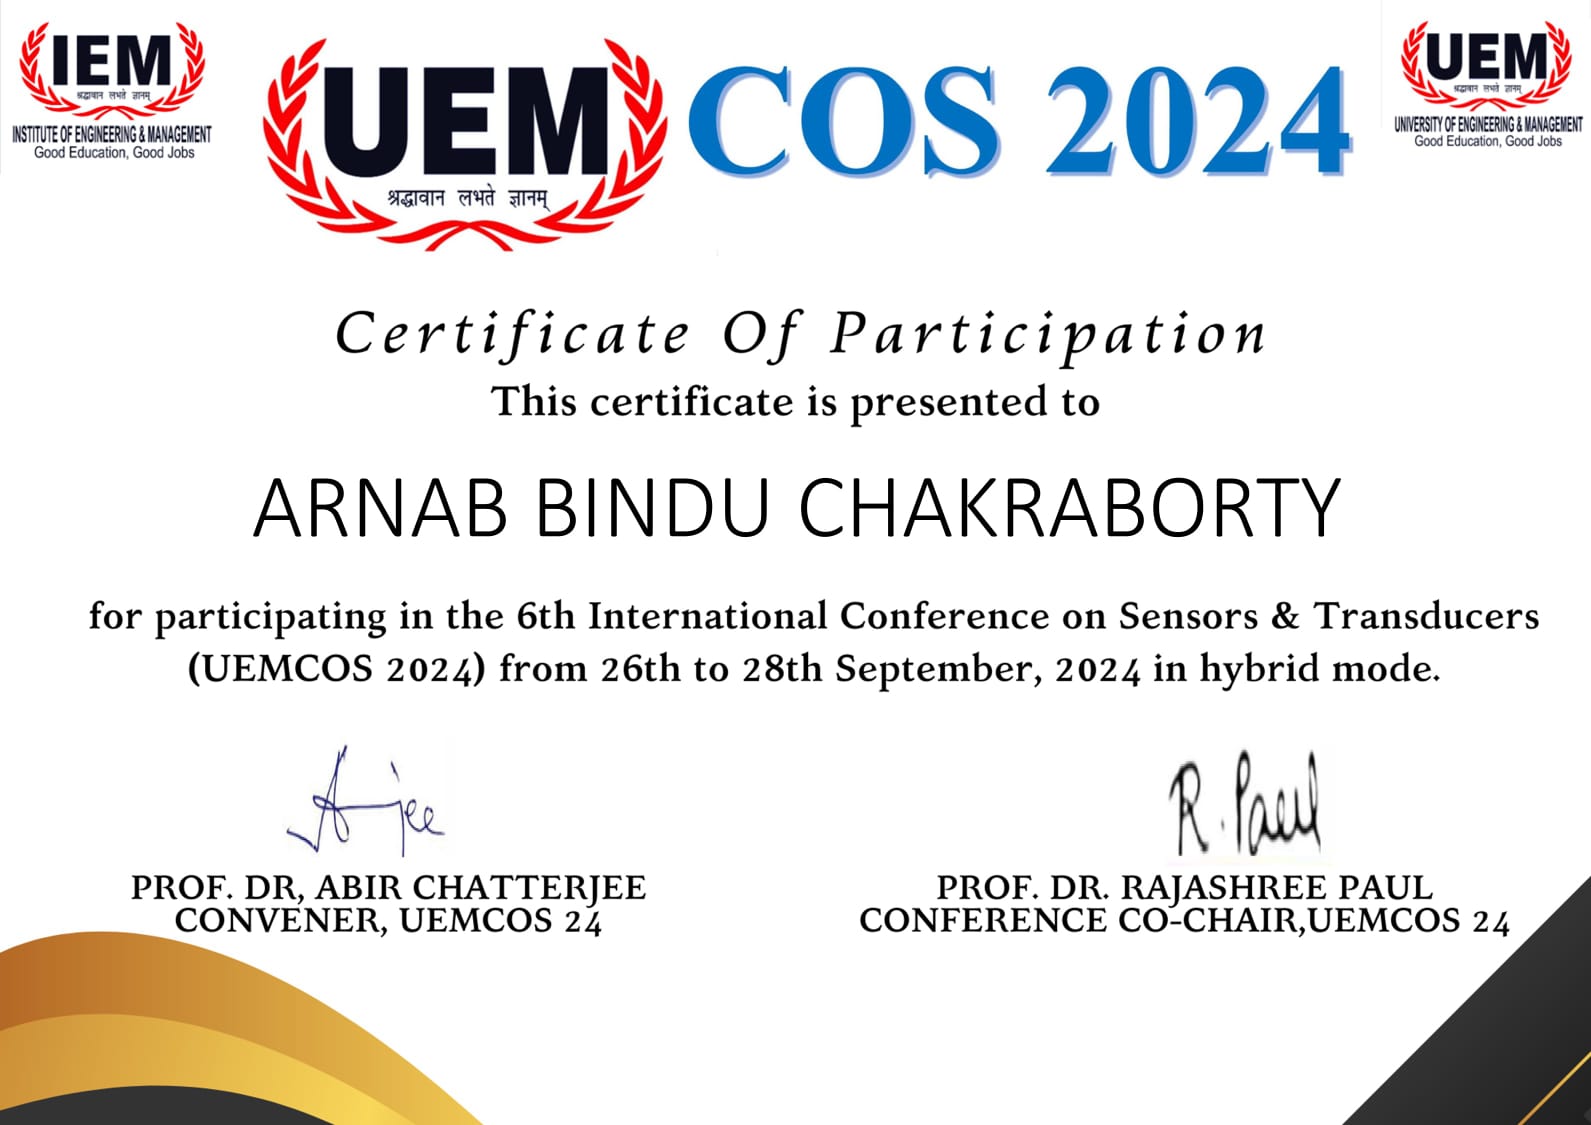 IEM
श्रद्धावान लभते ज्ञानम्
INSTITUTE OF ENGINEERING & MANAGEMENT
Good Education, Good Jobs
UEM COS 2024
श्रद्धावान लभते ज्ञानम्
UEM
श्रद्धावान लभते ज्ञानम्
UNIVERSITY OF ENGINEERING & MANAGEMENT
Good Education, Good Jobs
Certificate Of Participation
This certificate is presented to
ARNAB BINDU CHAKRABORTY
for participating in the 6th International Conference on Sensors & Transducers
(UEMCOS 2024) from 26th to 28th September, 2024 in hybrid mode.
PROF. DR, ABIR CHATTERJEE
CONVENER, UEMCOS 24
R. Paul
PROF. DR. RAJASHREE PAUL
CONFERENCE CO-CHAIR,UEMCOS 24